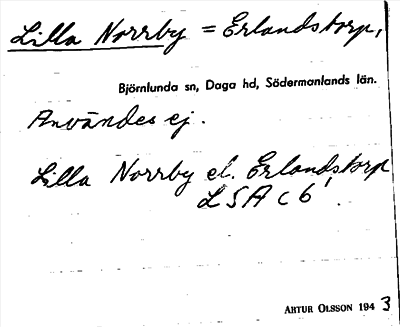 Lilla Norrby = Erlandstorp,
Björnlunda sn, Daga hd, Södermanlands län.
Användes ej.
Lilla Norrby el. Erlandstorp
LSA c 6'.
ARTUR OLSSON 1943